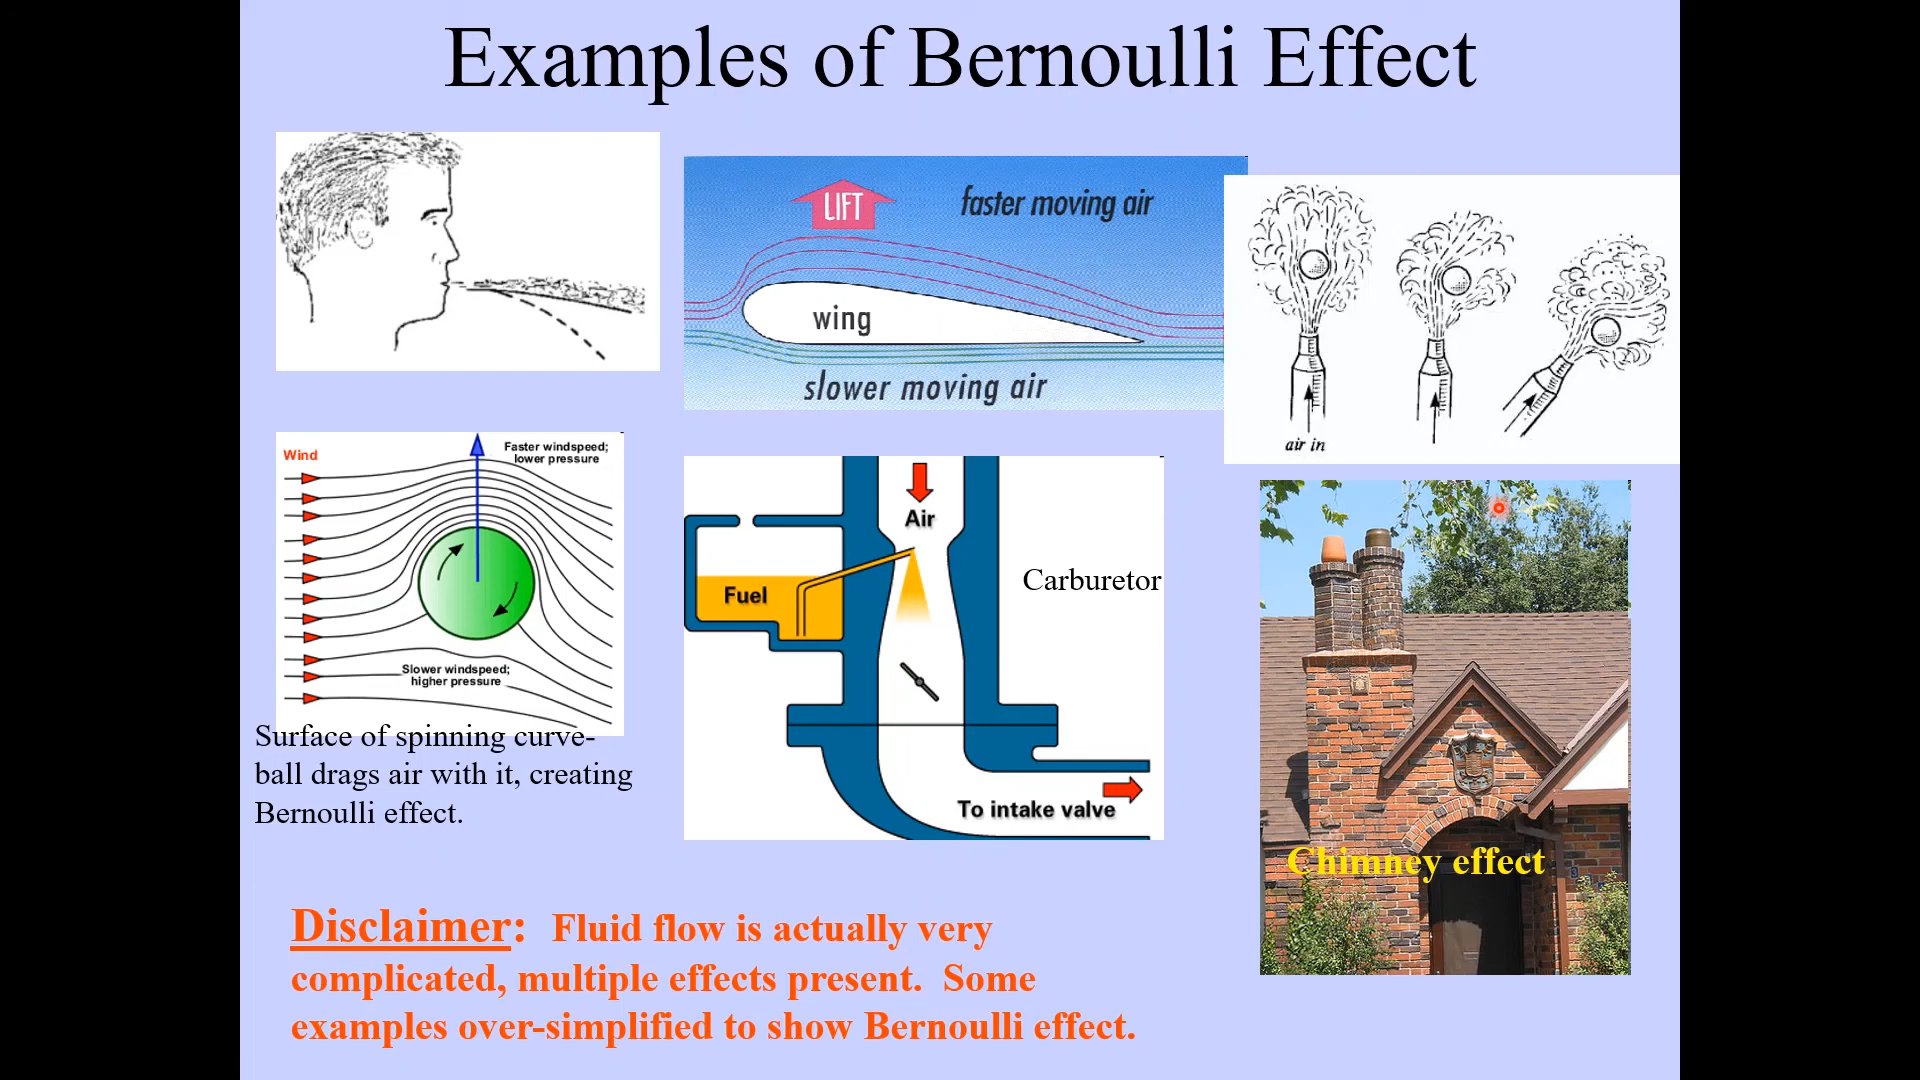 Examples of Bernoulli Effect
LIFT
faster moving air
wing
slower moving air
air in
Wind
Faster windspeed;
lower pressure
Slower windspeed;
higher pressure
Surface of spinning curve-
ball drags air with it, creating
Bernoulli effect.
Air
Fuel
Carburetor
To intake valve
Chimney effect
Disclaimer: Fluid flow is actually very
complicated, multiple effects present. Some
examples over-simplified to show Bernoulli effect.